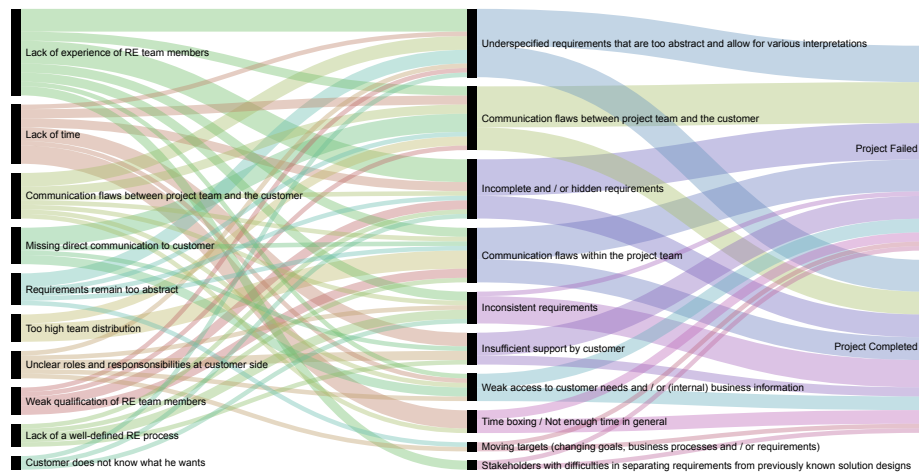 Lack of experience of RE team members
Lack of time
Communication flaws between project team and the customer
Missing direct communication to customer
Requirements remain too abstract
Too high team distribution
Unclear roles and responsonsibilities at customer side
Weak qualification of RE team members
Lack of a well-defined RE process
Customer does not know what he wants
Underspecified requirements that are too abstract and allow for various interpretations
Communication flaws between project team and the customer
Incomplete and / or hidden requirements
Communication flaws within the project team
Inconsistent requirements
Insufficient support by customer
Weak access to customer needs and / or (internal) business information
Time boxing / Not enough time in general
Moving targets (changing goals, business processes and / or requirements)
Stakeholders with difficulties in separating requirements from previously known solution designs
Project Failed
Project Completed